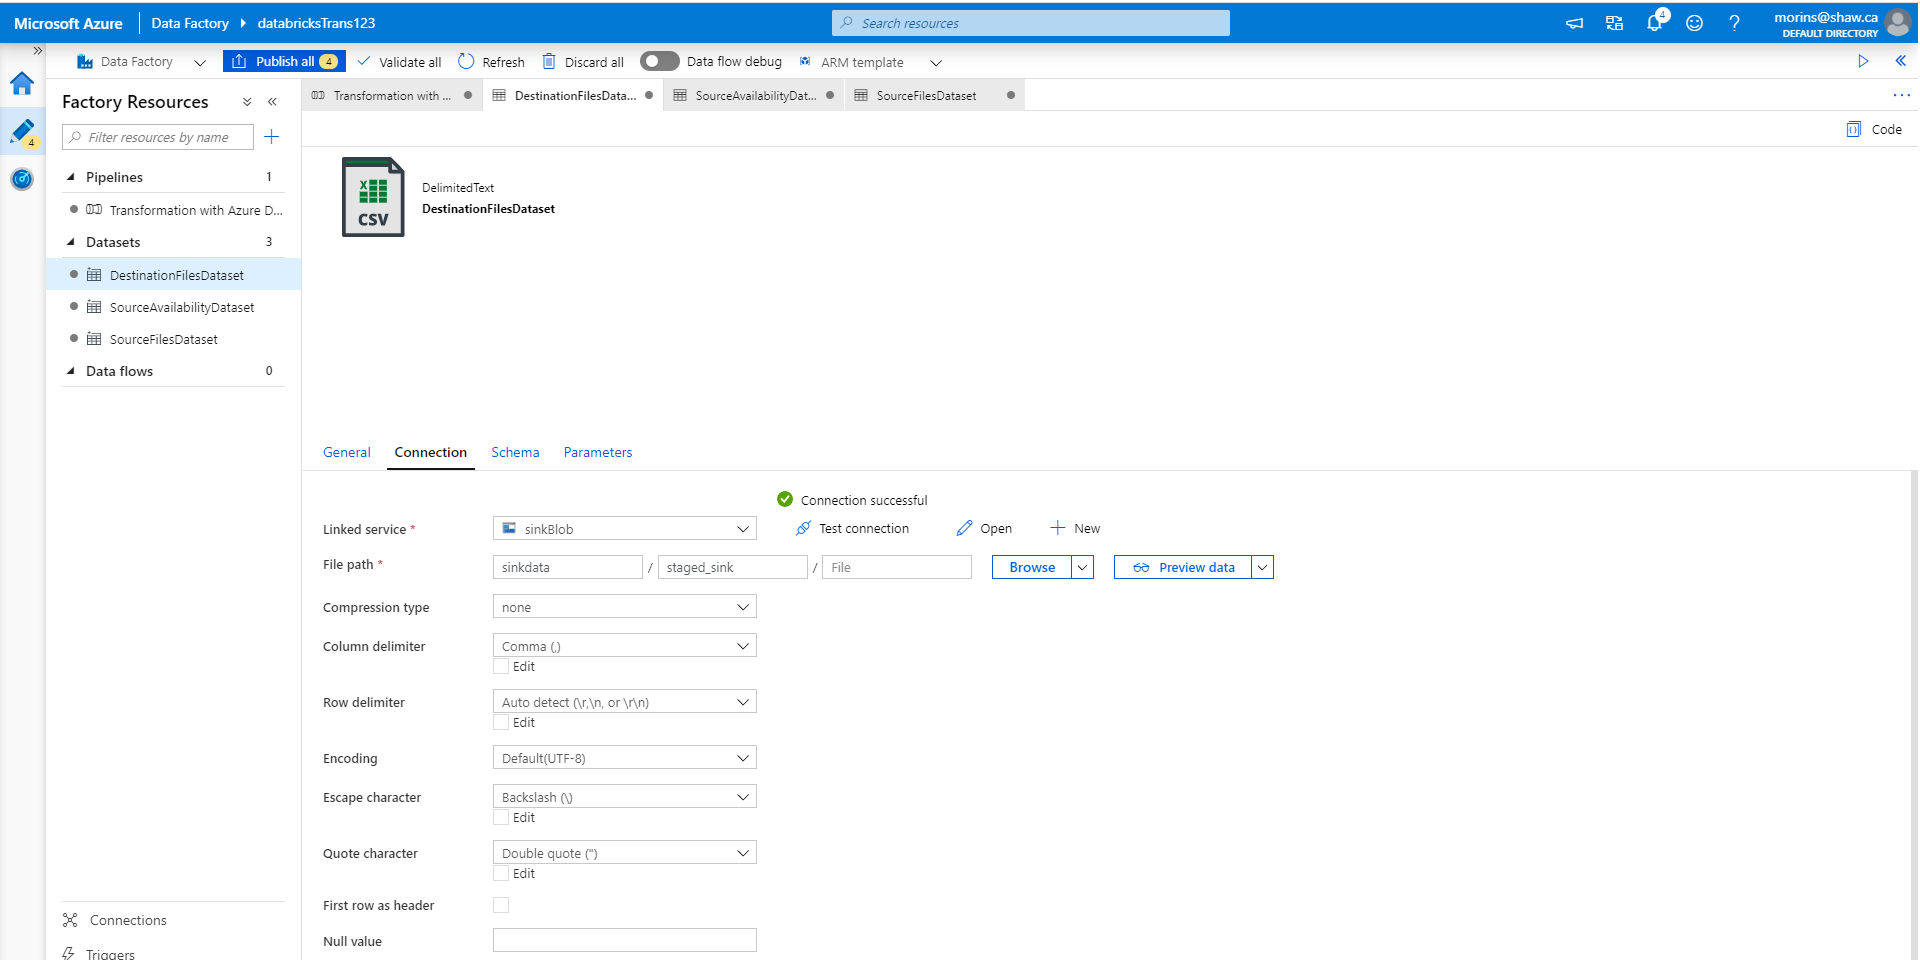 Microsoft Azure Data Factory databricksTrans123 Search resources 4 morins@shaw.ca
DEFAULT DIRECTORY
Data Factory Publish all 4 Validate all Refresh Discard all Data flow debug ARM template
Factory Resources
Transformation with ... DestinationFilesData... SourceAvailabilityDat... SourceFilesDataset
Filter resources by name
4
Code
Pipelines 1
Transformation with Azure D...
Datasets 3
DestinationFilesDataset
SourceAvailabilityDataset
SourceFilesDataset
Data flows 0
Connections
Triggers
X
CSV
DelimitedText
DestinationFilesDataset
General Connection Schema Parameters
Connection successful
Linked service * sinkBlob Test connection Open New
File path * sinkdata / staged_sink / File Browse Preview data
Compression type none
Column delimiter Comma (,)
Edit
Row delimiter Auto detect (\r,\n, or \r\n)
Edit
Encoding Default(UTF-8)
Escape character Backslash (\)
Edit
Quote character Double quote (")
Edit
First row as header
Null value